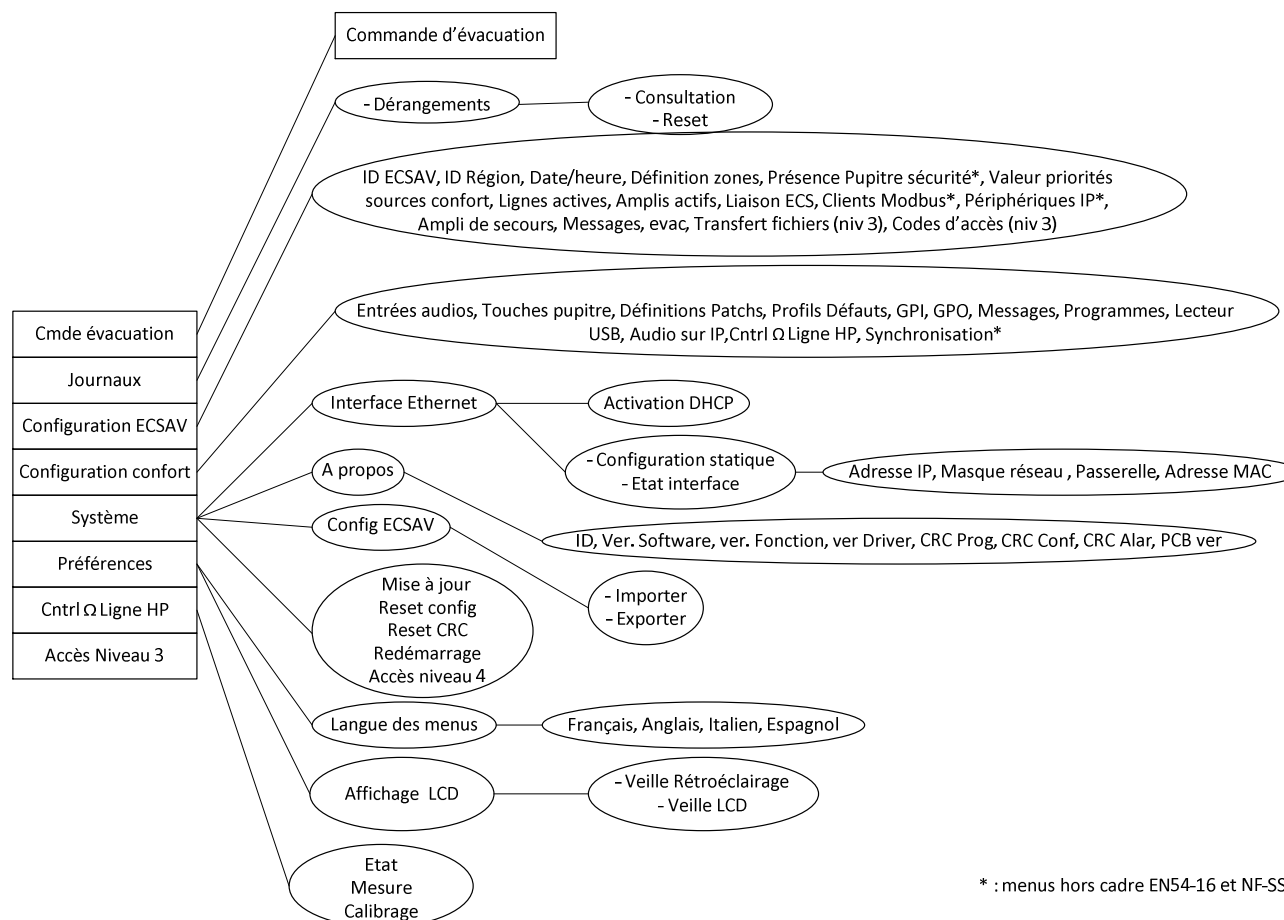 Commande d’évacuation
- Dérangements
- Consultation
- Reset
ID ECSAV, ID Région, Date/heure, Définition zones, Présence Pupitre sécurité*, Valeur priorités
sources confort, Lignes actives, Amplis actifs, Liaison ECS, Clients Modbus*, Périphériques IP*,
Ampli de secours, Messages, evac, Transfert fichiers (niv 3), Codes d’accès (niv 3)
Entrées audios, Touches pupitre, Définitions Patchs, Profils Défauts, GPI, GPO, Messages, Programmes, Lecteur
USB, Audio sur IP,Cntrl Ω Ligne HP, Synchronisation*
Cmde évacuation
Journaux
Configuration ECSAV
Configuration confort
Système
Préférences
Cntrl Ω Ligne HP
Accès Niveau 3
Interface Ethernet
Activation DHCP
- Configuration statique
- Etat interface
Adresse IP, Masque réseau , Passerelle, Adresse MAC
A propos
Config ECSAV
ID, Ver. Software, ver. Fonction, ver Driver, CRC Prog, CRC Conf, CRC Alar, PCB ver
Mise à jour
Reset config
Reset CRC
Redémarrage
Accès niveau 4
- Importer
- Exporter
Langue des menus
Français, Anglais, Italien, Espagnol
Affichage LCD
- Veille Rétroéclairage
- Veille LCD
Etat
Mesure
Calibrage
* : menus hors cadre EN54-16 et NF-SS